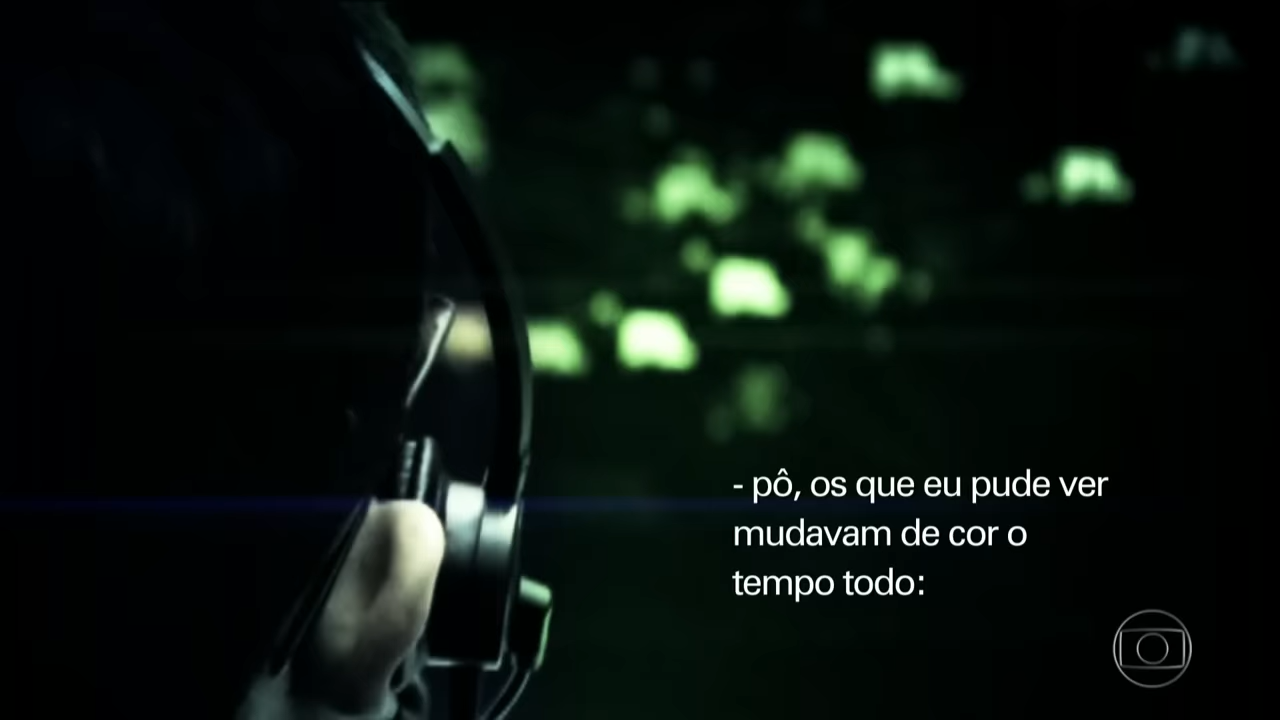 - pô, os que eu pude ver
mudavam de cor o
tempo todo: